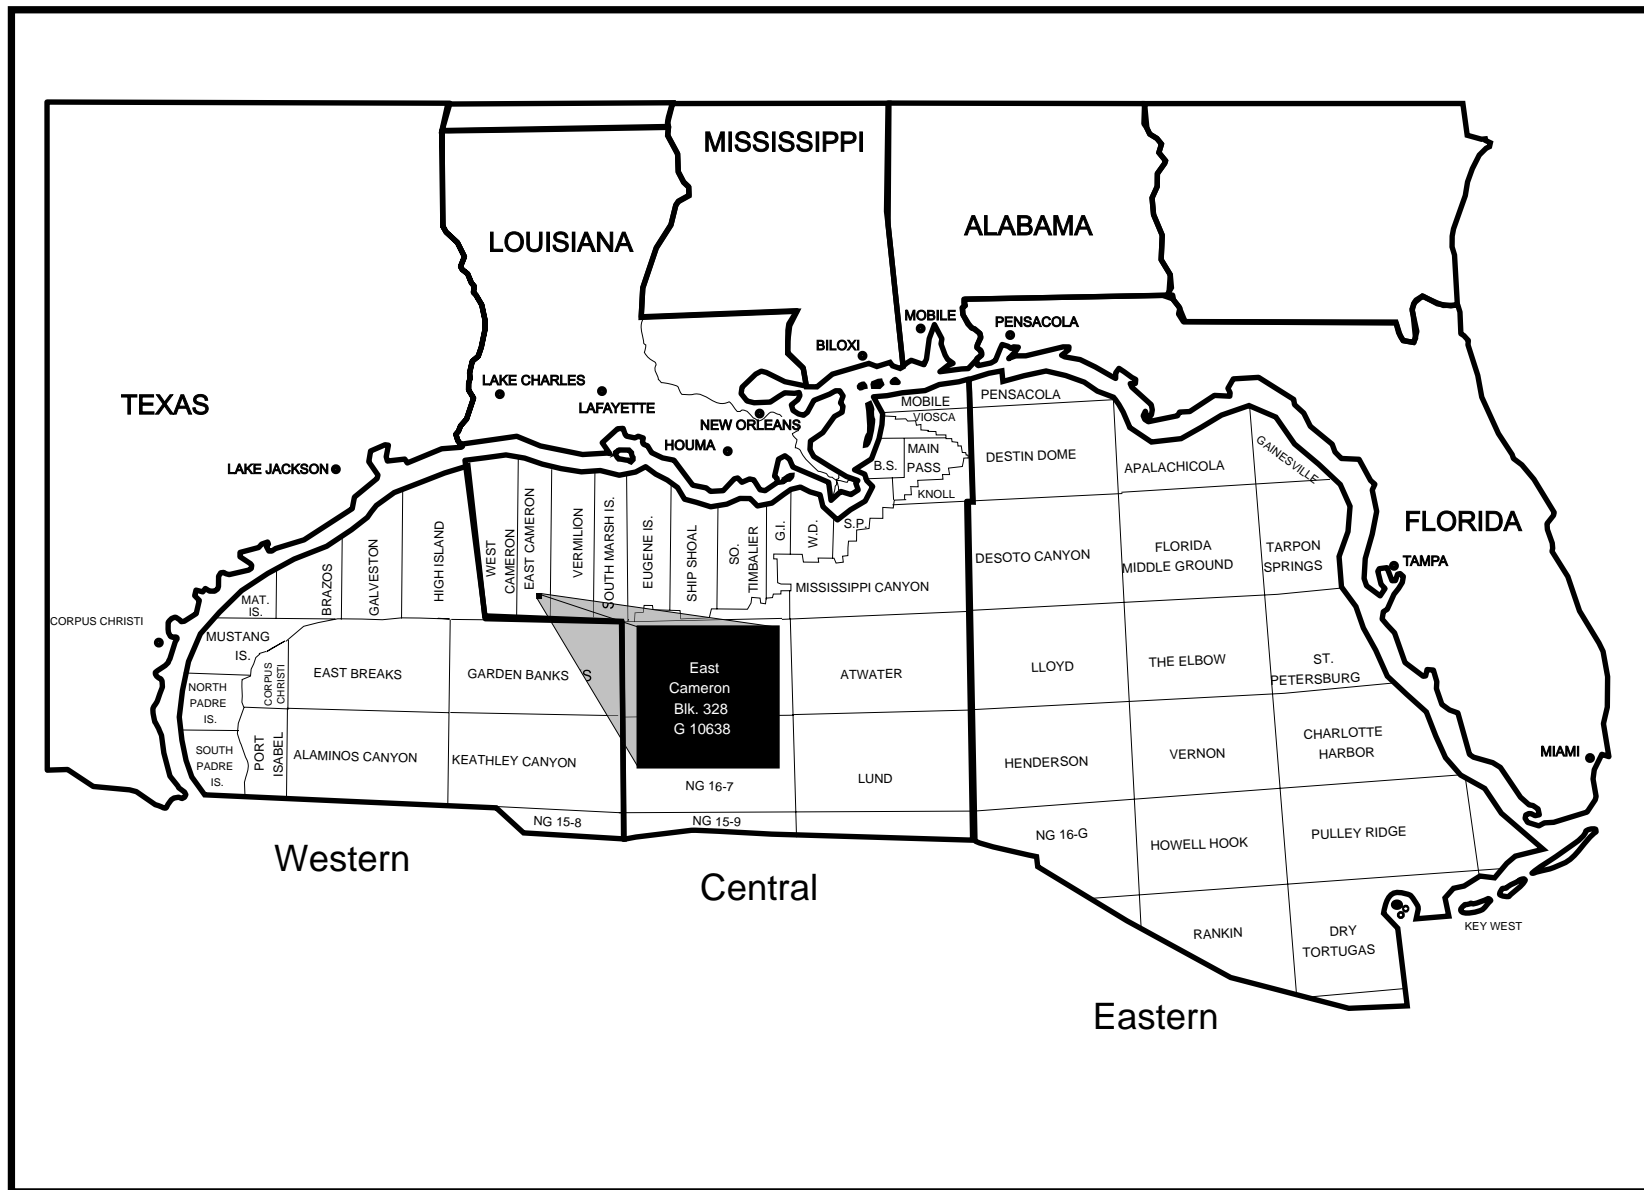 MISSISSIPPI
ALABAMA
LOUISIANA
MOBILE
PENSACOLA
BILOXI
LAKE CHARLES
LAFAYETTE
TEXAS
NEW ORLEANS
HOUMA
LAKE JACKSON
FLORIDA
TAMPA
MIAMI
CORPUS CHRISTI
KEY WEST
MOBILE
VIOSCA
PENSACOLA
MAIN
PASS
B.S.
KNOLL
DESTIN DOME
APALACHICOLA
GAINESVILLE
HIGH ISLAND
GALVESTON
BRAZOS
MAT.
IS.
WEST
CAMERON
EAST CAMERON
VERMILION
SOUTH MARSH IS.
EUGENE IS.
SHIP SHOAL
SO.
TIMBALIER
G.I.
W.D.
S.P.
MISSISSIPPI CANYON
DESOTO CANYON
FLORIDA
MIDDLE GROUND
TARPON
SPRINGS
MUSTANG
IS.
CORPUS
CHRISTI
EAST BREAKS
GARDEN BANKS
S
East
Cameron
Blk. 328
G 10638
ATWATER
LLOYD
THE ELBOW
ST.
PETERSBURG
NORTH
PADRE
IS.
SOUTH
PADRE
IS.
PORT
ISABEL
ALAMINOS CANYON
KEATHLEY CANYON
NG 16-7
LUND
HENDERSON
VERNON
CHARLOTTE
HARBOR
NG 15-8
NG 15-9
NG 16-G
HOWELL HOOK
PULLEY RIDGE
RANKIN
DRY
TORTUGAS
Western
Central
Eastern